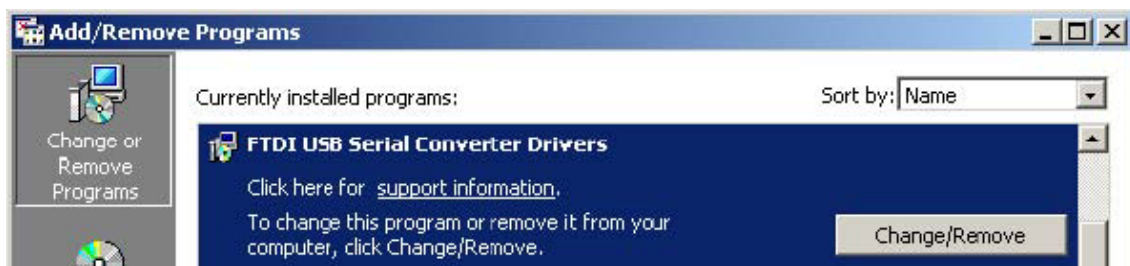 Add/Remove Programs
Change or
Remove
Programs
Currently installed programs:
Sort by: Name
FTDI USB Serial Converter Drivers
Click here for support information.
To change this program or remove it from your
computer, click Change/Remove.
Change/Remove